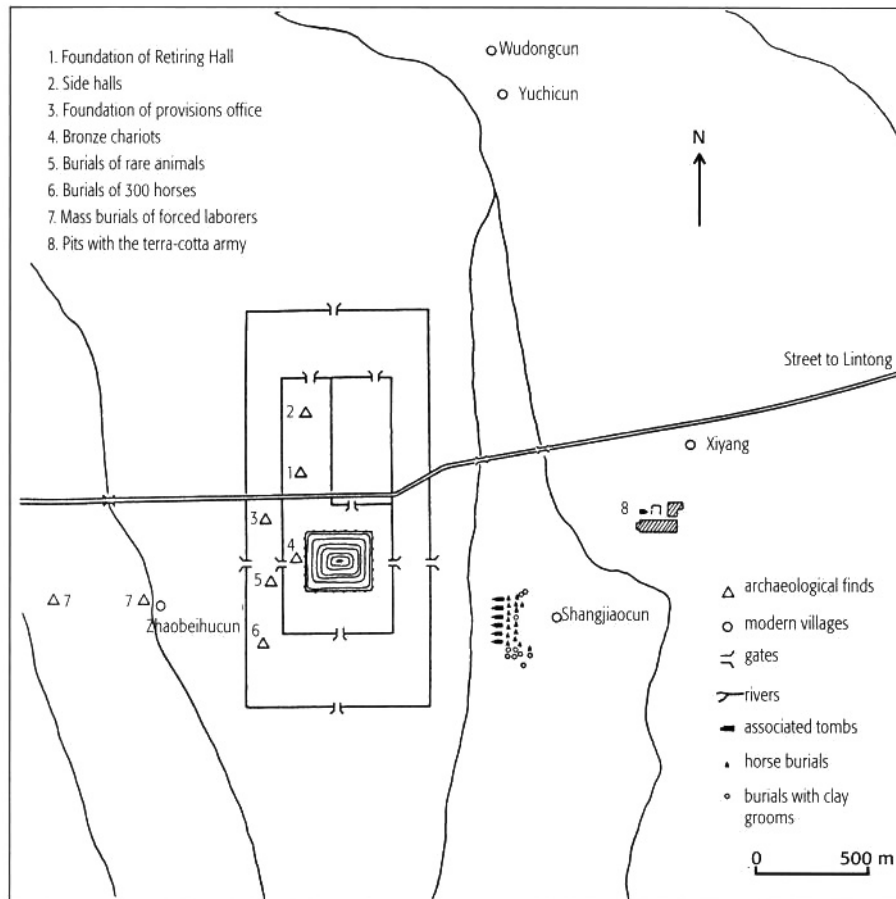 1. Foundation of Retiring Hall
2. Side halls
3. Foundation of provisions office
4. Bronze chariots
5. Burials of rare animals
6. Burials of 300 horses
7. Mass burials of forced laborers
8. Pits with the terra-cotta army
Wudongcun
Yuchicun
N
Street to Lintong
2
Xiyang
1
8
3
4
5
7
7
Zhaobeihucun
6
Shangjiaocun
archaeological finds
modern villages
gates
rivers
associated tombs
horse burials
burials with clay
grooms
0 500 m